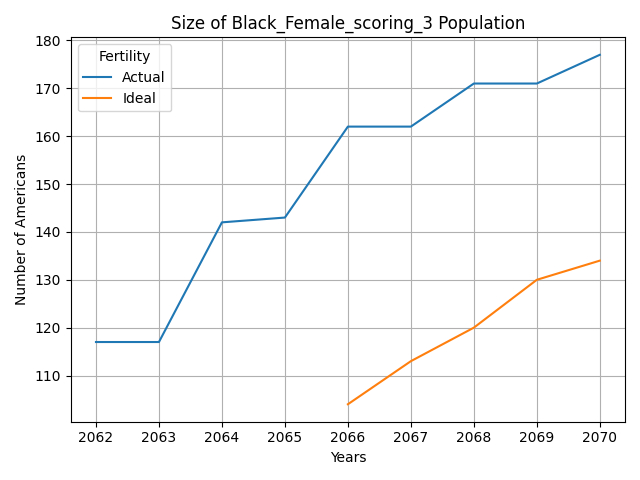 Size of Black_Female_scoring_3 Population
Fertility
Actual
Ideal
Number of Americans
180
170
160
150
140
130
120
110
2062 2063 2064 2065 2066 2067 2068 2069 2070
Years